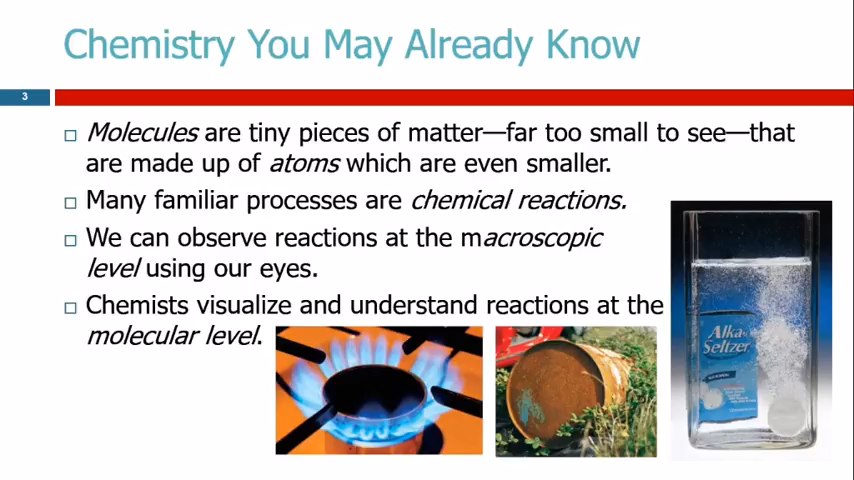 Chemistry You May Already Know
3
Molecules are tiny pieces of matter—far too small to see—that
are made up of atoms which are even smaller.
Many familiar processes are chemical reactions.
We can observe reactions at the macroscopic
level using our eyes.
Chemists visualize and understand reactions at the
molecular level.
Alka
Seltzer